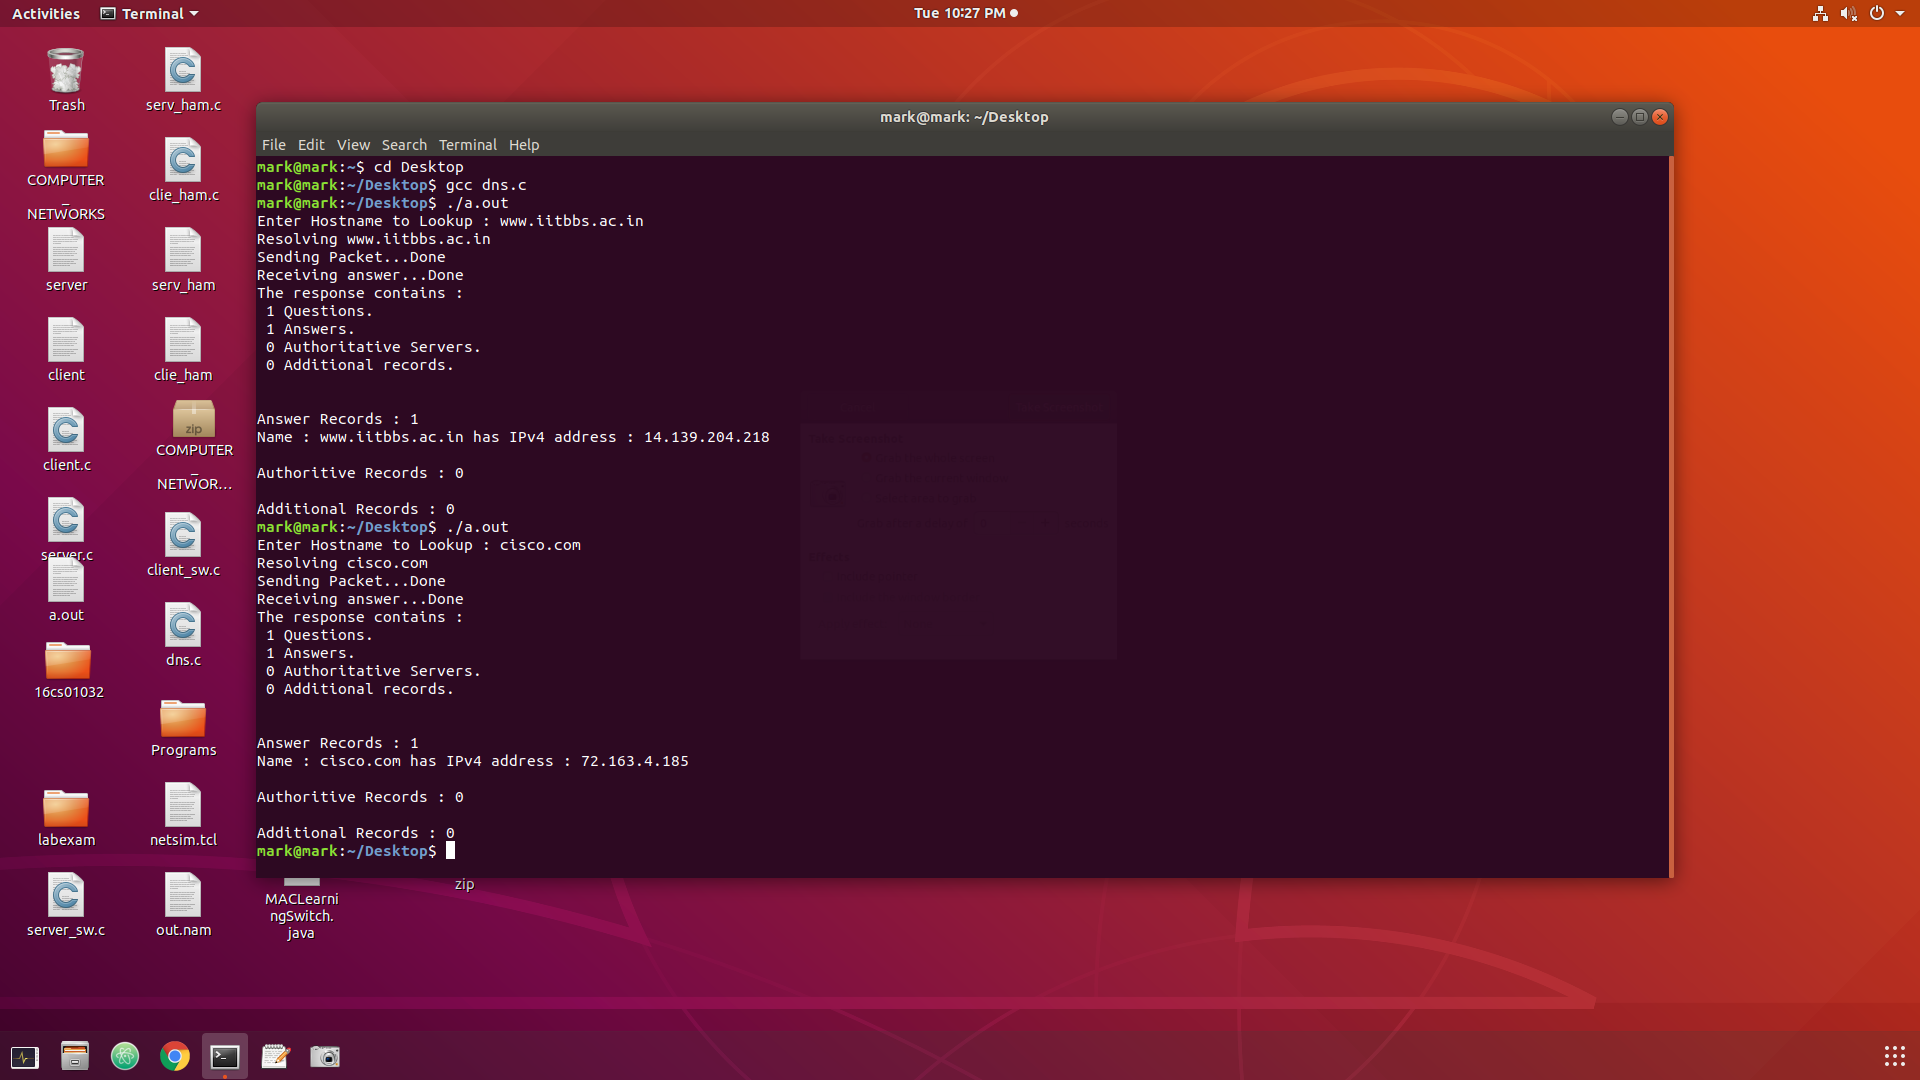 Activities
Terminal
Tue 10:27 PM
Trash
COMPUTER
_
NETWORKS
server
client
client.c
server.c
a.out
16cs01032
labexam
server_sw.c
serv_ham.c
clie_ham.c
serv_ham
clie_ham
zip
COMPUTER
_
NETWOR...
client_sw.c
dns.c
Programs
netsim.tcl
out.nam
mark@mark: ~/Desktop
File Edit View Search Terminal Help
mark@mark:~$ cd Desktop
mark@mark:~/Desktop$ gcc dns.c
mark@mark:~/Desktop$ ./a.out
Enter Hostname to Lookup : www.iitbbs.ac.in
Resolving www.iitbbs.ac.in
Sending Packet...Done
Receiving answer...Done
The response contains :
1 Questions.
1 Answers.
0 Authoritative Servers.
0 Additional records.
Answer Records : 1
Name : www.iitbbs.ac.in has IPv4 address : 14.139.204.218
Authoritive Records : 0
Additional Records : 0
mark@mark:~/Desktop$ ./a.out
Enter Hostname to Lookup : cisco.com
Resolving cisco.com
Sending Packet...Done
Receiving answer...Done
The response contains :
1 Questions.
1 Answers.
0 Authoritative Servers.
0 Additional records.
Answer Records : 1
Name : cisco.com has IPv4 address : 72.163.4.185
Authoritive Records : 0
Additional Records : 0
mark@mark:~/Desktop$
MACLearni
ngSwitch.
java
zip